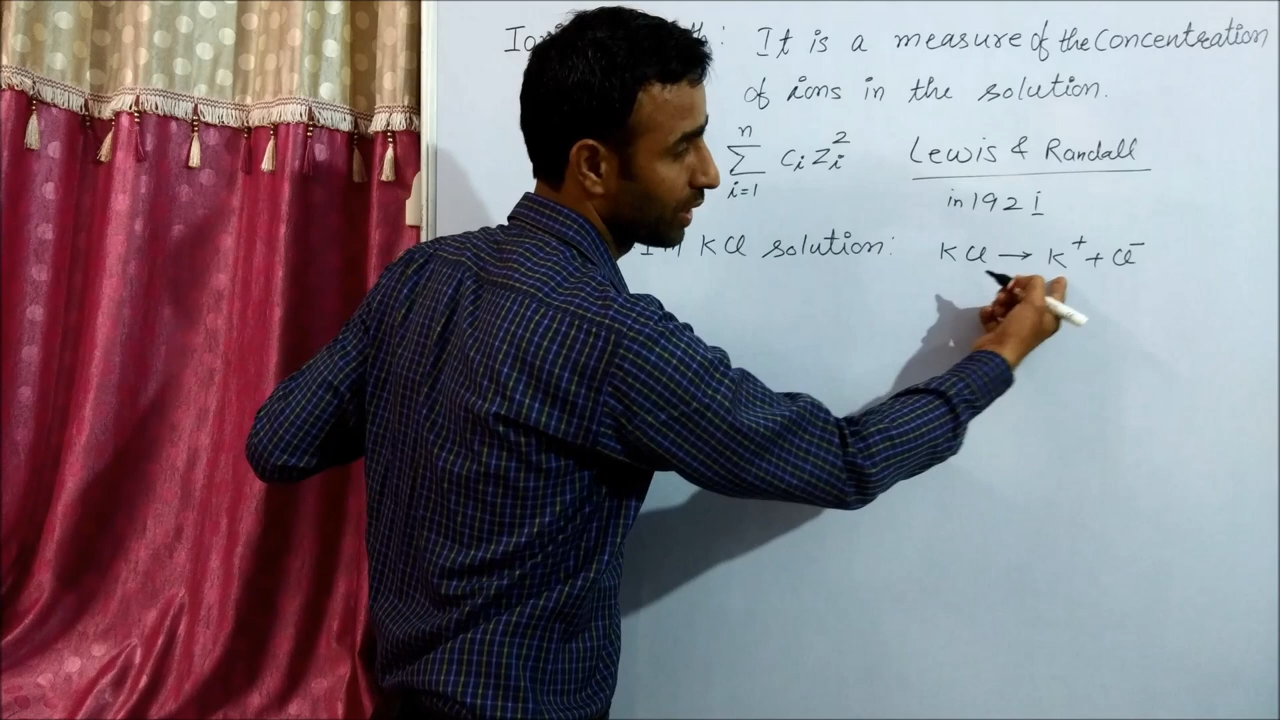 It is a measure of the Concentration
of ions in the solution.
n
∑ CᵢZᵢ²
i=1
Lewis & Randall
in 1921
KCl solution:
KCl → K⁺ + Cl⁻